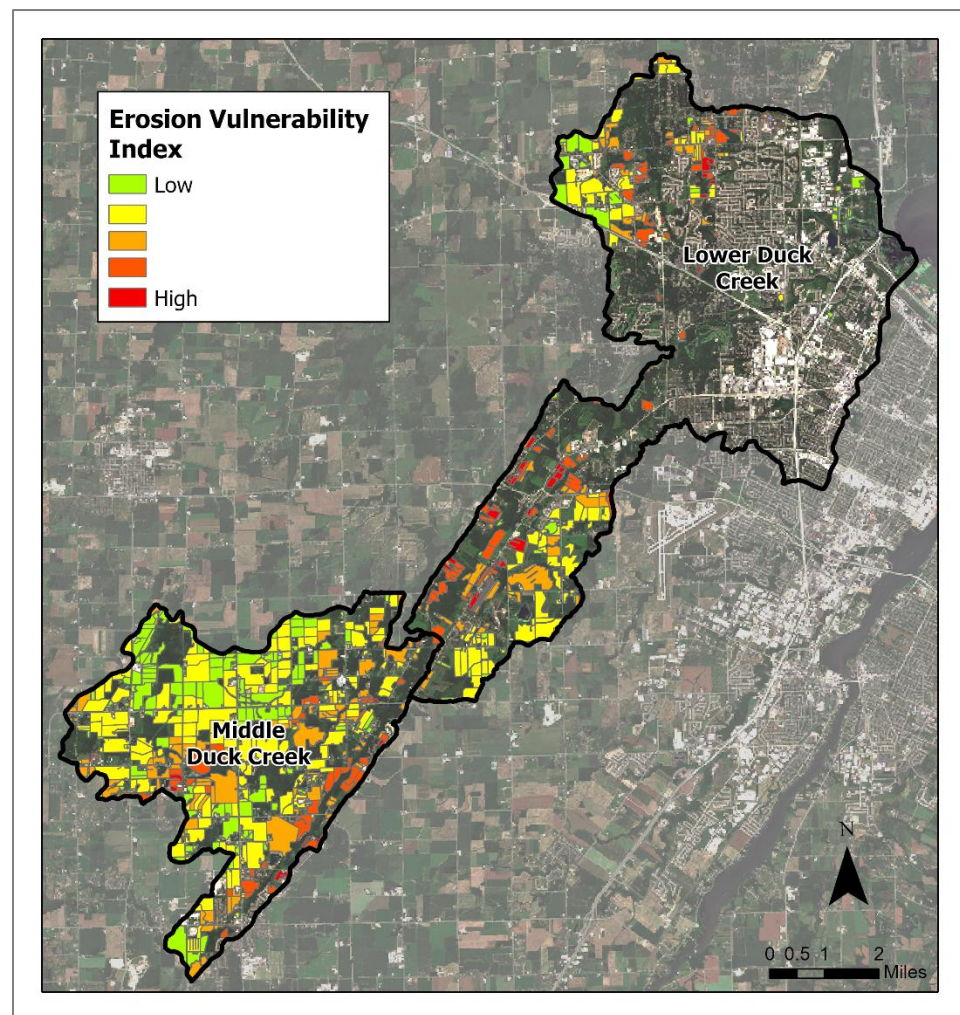 Erosion Vulnerability
Index
Low
High
Lower Duck
Creek
Middle
Duck Creek
N
0 0.5 1 2
Miles